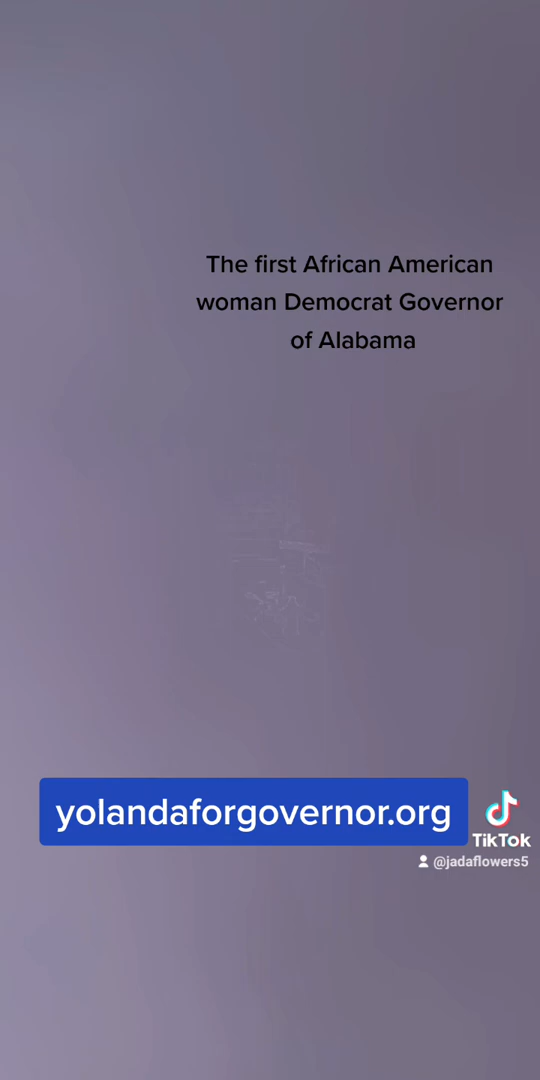 The first African American
woman Democrat Governor
of Alabama
yolandaforgovernor.org
TikTok
@jadaflowers5